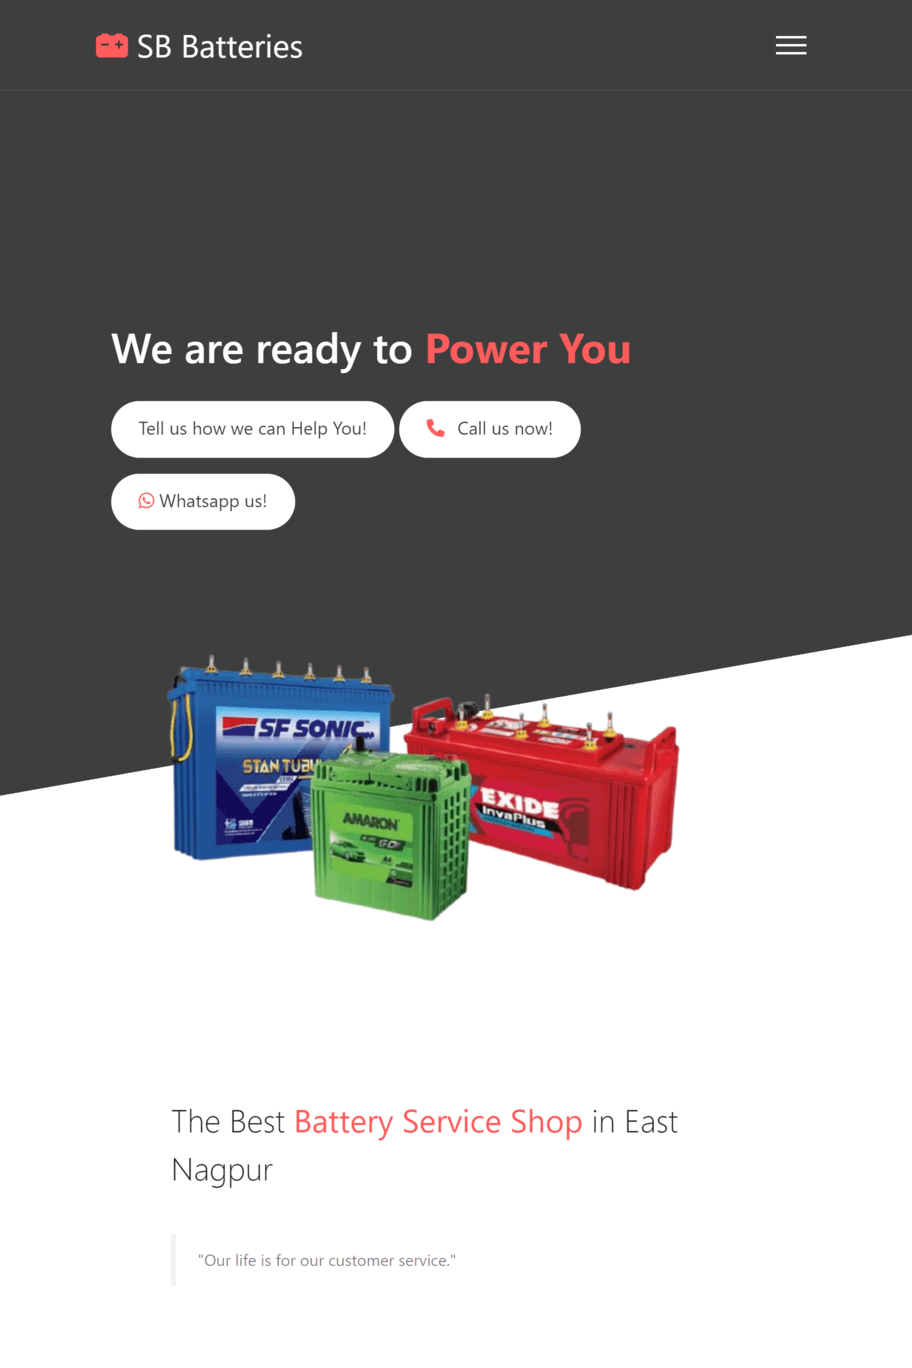 SB Batteries
We are ready to Power You
Tell us how we can Help You!
Call us now!
Whatsapp us!
SF SONIC
STAN TUBU
AMARON
GO
EXIDE
InvaPlus
The Best Battery Service Shop in East
Nagpur
"Our life is for our customer service."